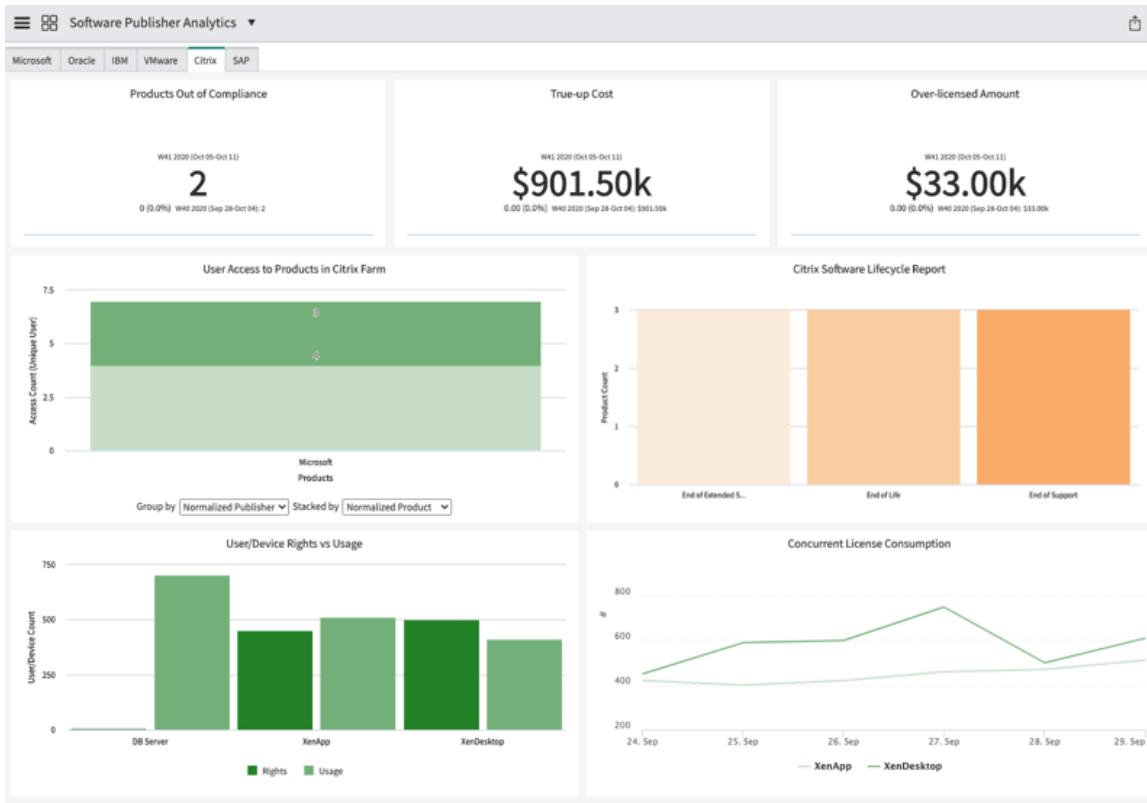 Software Publisher Analytics ▼
Microsoft Oracle IBM VMware Citrix SAP
Products Out of Compliance
W41 2020 (Oct 05-Oct 11)
2
0 (0.0%) W40 2020 (Sep 28-Oct 04): 2
True-up Cost
W41 2020 (Oct 05-Oct 11)
$901.50k
0.00 (0.0%) W40 2020 (Sep 28-Oct 04): $901.50k
Over-licensed Amount
W41 2020 (Oct 05-Oct 11)
$33.00k
0.00 (0.0%) W40 2020 (Sep 28-Oct 04): $33.00k
User Access to Products in Citrix Farm
Access Count (Unique User)
7.5
5
2.5
0
3
4
Microsoft
Products
Group by Normalized Publisher Stacked by Normalized Product
Citrix Software Lifecycle Report
Product Count
3
2
1
0
End of Extended S... End of Life End of Support
User/Device Rights vs Usage
User/Device Count
750
500
250
0
DB Server XenApp XenDesktop
Rights Usage
Concurrent License Consumption
#
800
600
400
200
24. Sep 25. Sep 26. Sep 27. Sep 28. Sep 29. Sep
XenApp XenDesktop